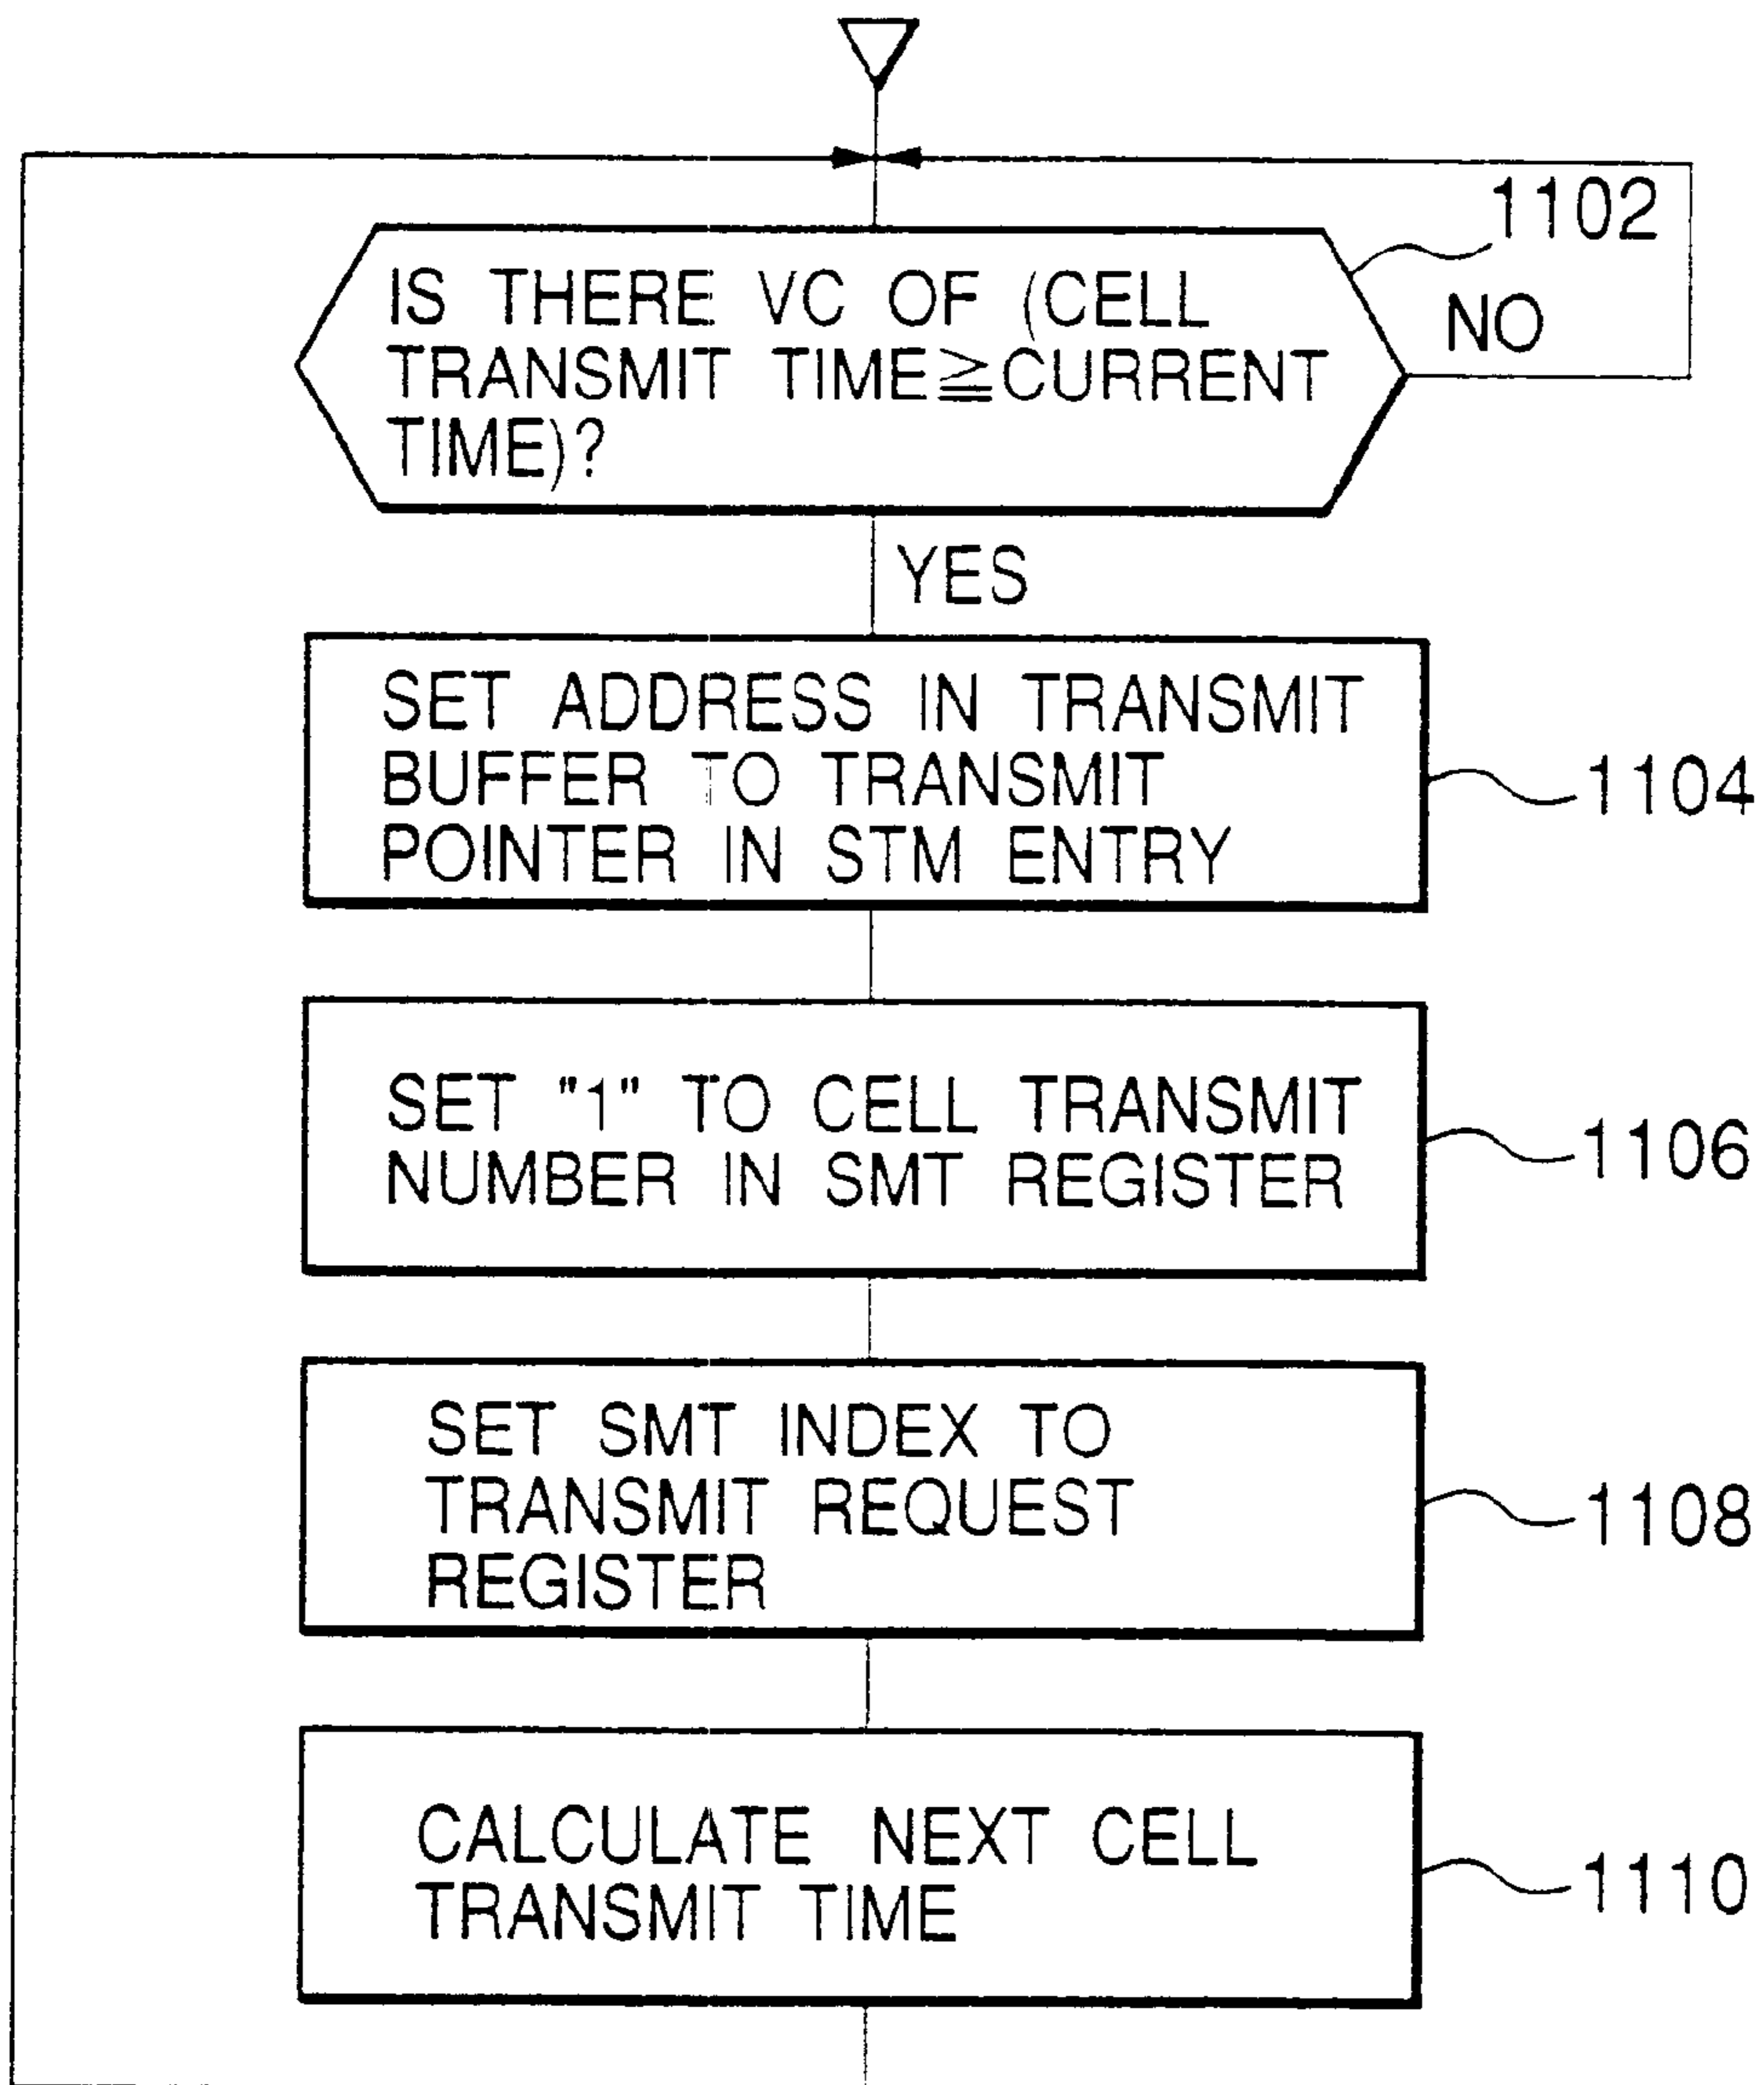 1102
IS THERE VC OF (CELL
TRANSMIT TIME≧CURRENT
TIME)?
NO
YES
SET ADDRESS IN TRANSMIT
BUFFER TO TRANSMIT
POINTER IN STM ENTRY
1104
SET "1" TO CELL TRANSMIT
NUMBER IN SMT REGISTER
1106
SET SMT INDEX TO
TRANSMIT REQUEST
REGISTER
1108
CALCULATE NEXT CELL
TRANSMIT TIME
1110